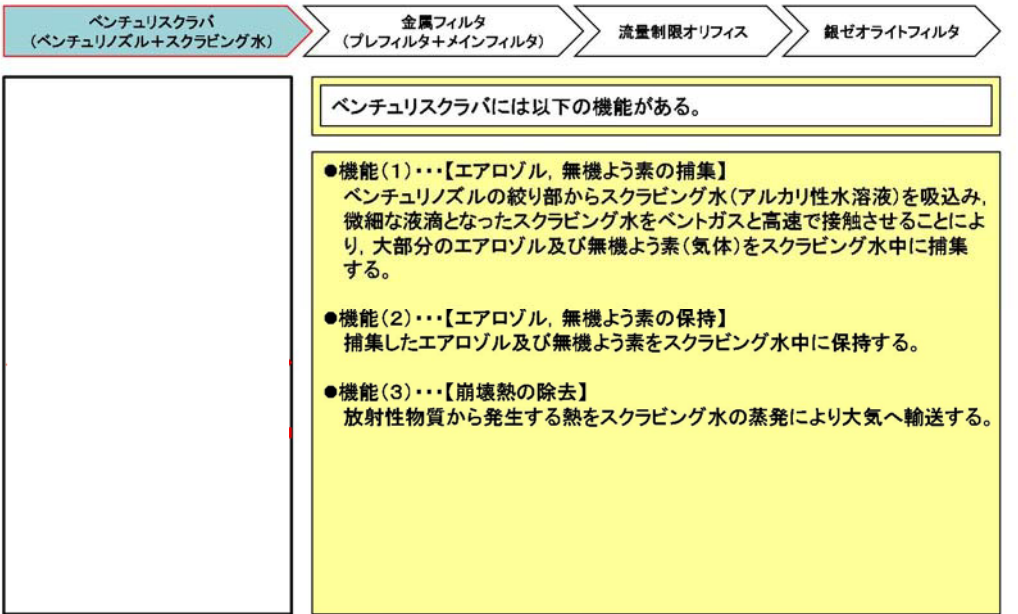 ベンチュリスクラバ
(ベンチュリノズル+スクラビング水)
金属フィルタ
(プレフィルタ+メインフィルタ)
流量制限オリフィス
銀ゼオライトフィルタ
ベンチュリスクラバには以下の機能がある。
●機能(1)・・・【エアロゾル,無機よう素の捕集】
ベンチュリノズルの絞り部からスクラビング水(アルカリ性水溶液)を吸込み,
微細な液滴となったスクラビング水をベントガスと高速で接触させることによ
り,大部分のエアロゾル及び無機よう素(気体)をスクラビング水中に捕集
する。
●機能(2)・・・【エアロゾル,無機よう素の保持】
捕集したエアロゾル及び無機よう素をスクラビング水中に保持する。
●機能(3)・・・【崩壊熱の除去】
放射性物質から発生する熱をスクラビング水の蒸発により大気へ輸送する。